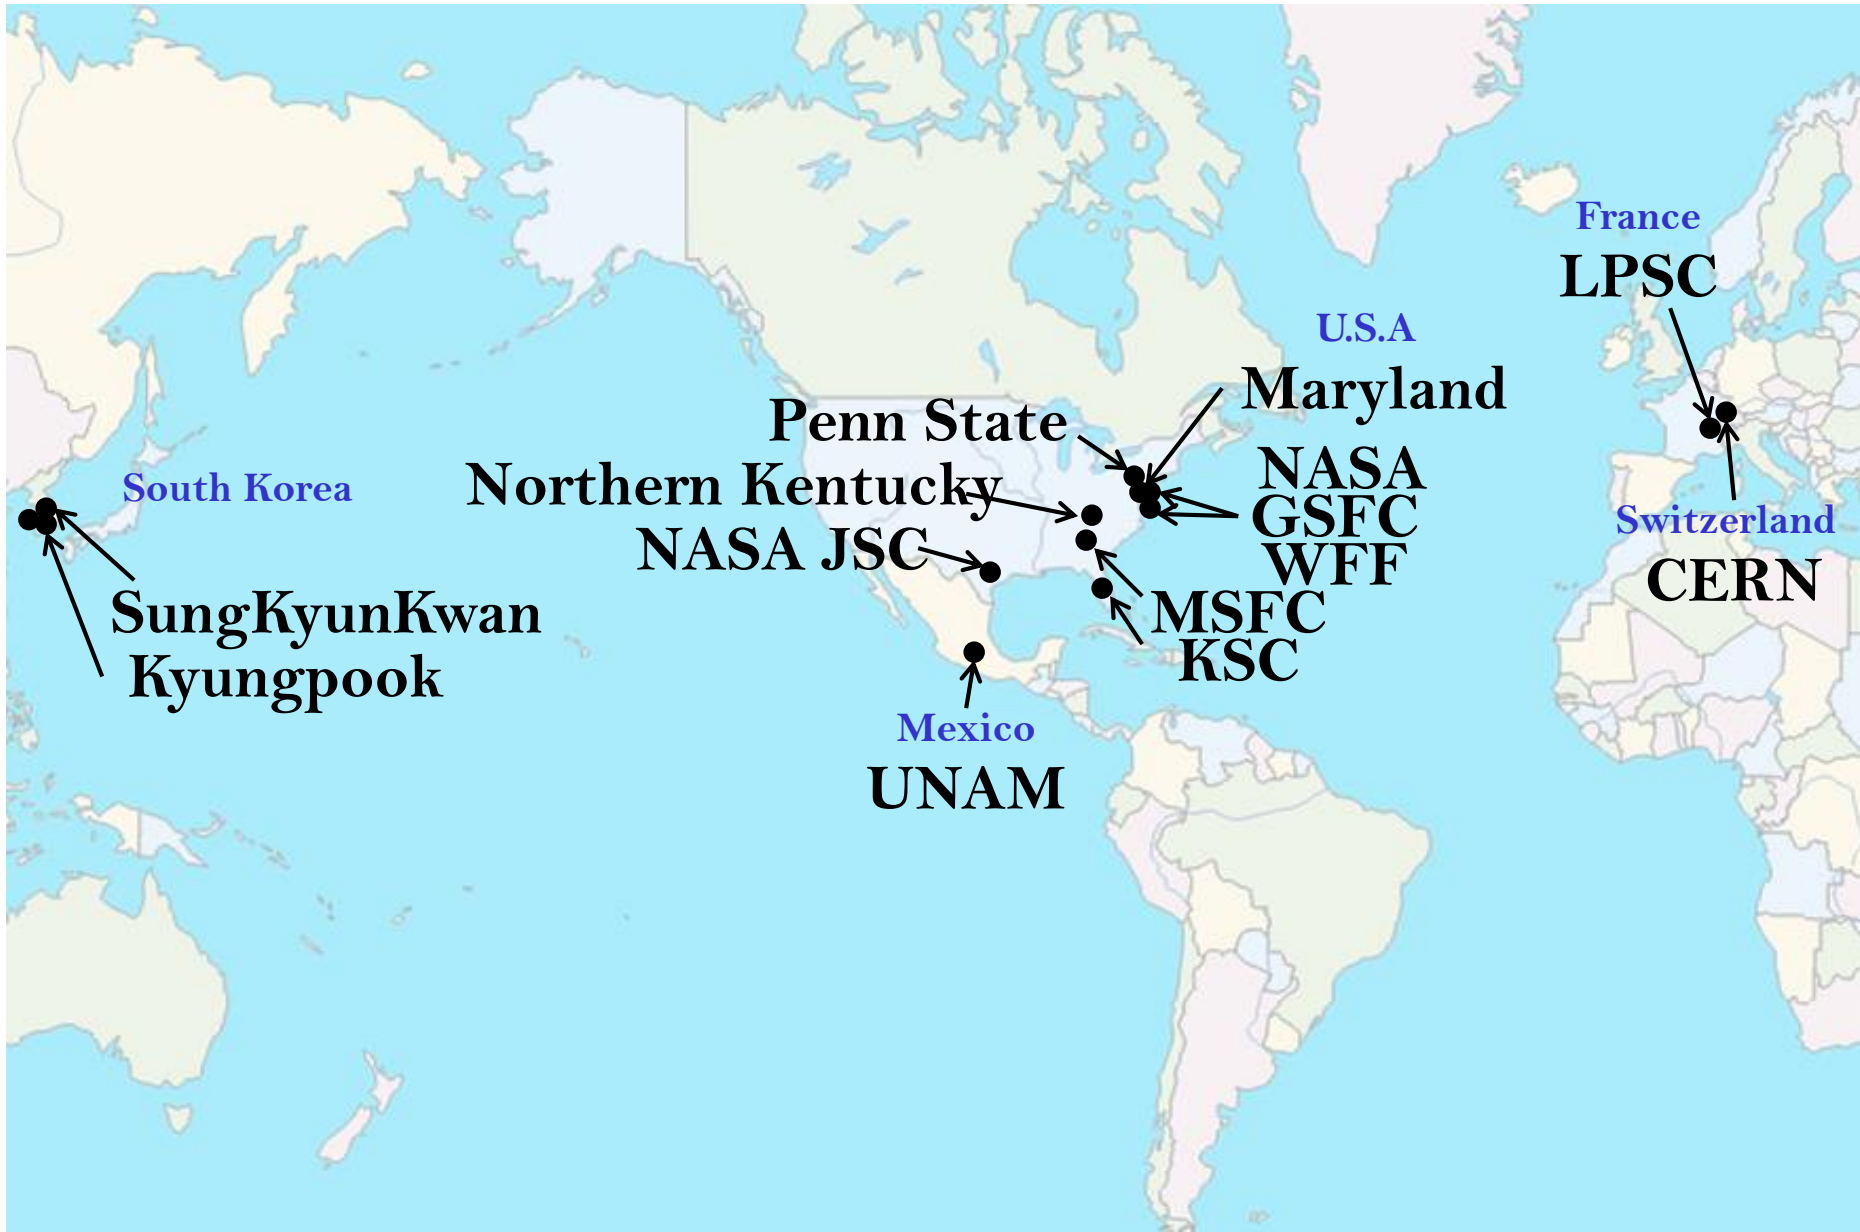 France
LPSC
U.S.A
Maryland
Penn State
NASA
GSFC
WFF
Northern Kentucky
NASA JSC
South Korea
SungKyunKwan
Kyungpook
MSFC
KSC
Switzerland
CERN
Mexico
UNAM